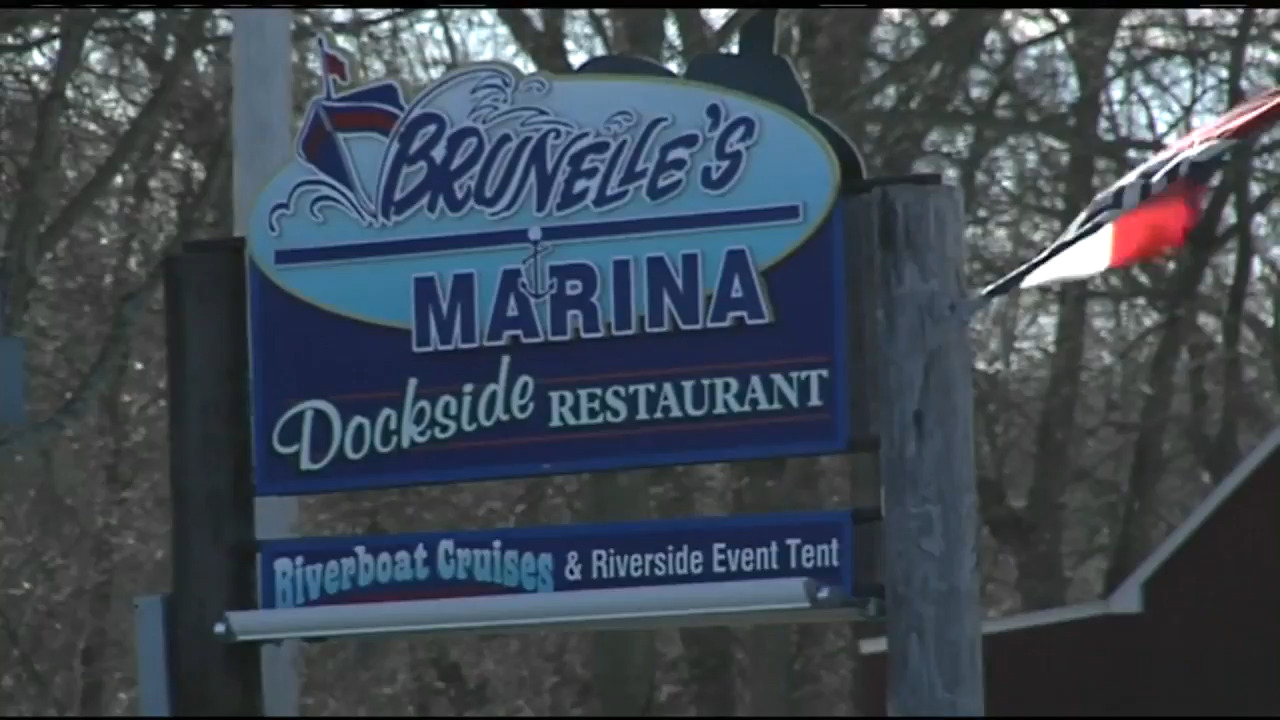 BRUNELLE'S
MARINA
Dockside RESTAURANT
Riverboat Cruises & Riverside Event Tent